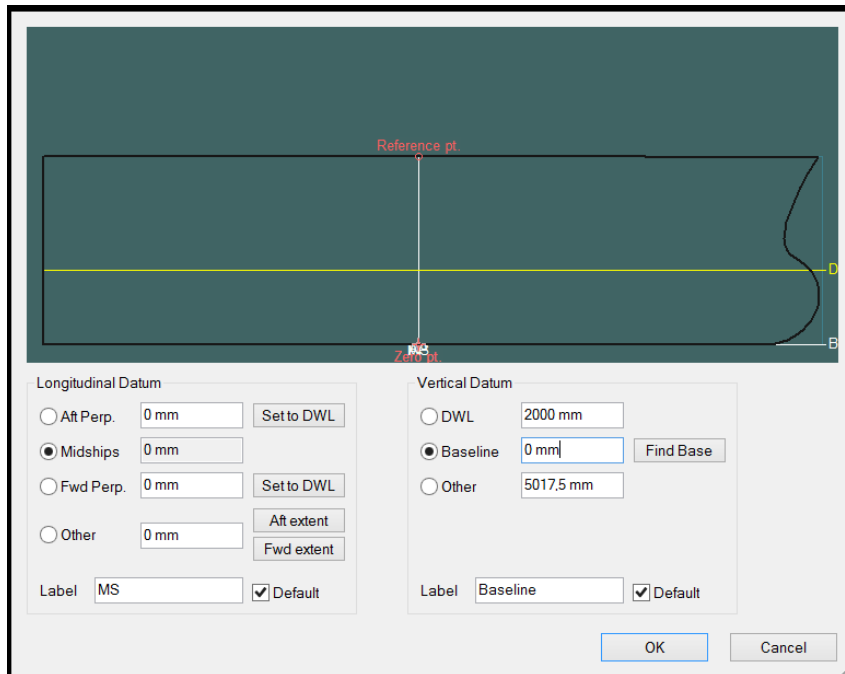 Reference pt.
D
B
Zero pt.
Longitudinal Datum
Aft Perp.
0 mm
Set to DWL
Midships
0 mm
Fwd Perp.
0 mm
Set to DWL
Other
0 mm
Aft extent
Fwd extent
Label
MS
Default
Vertical Datum
DWL
2000 mm
Baseline
0 mm
Find Base
Other
5017,5 mm
Label
Baseline
Default
OK
Cancel